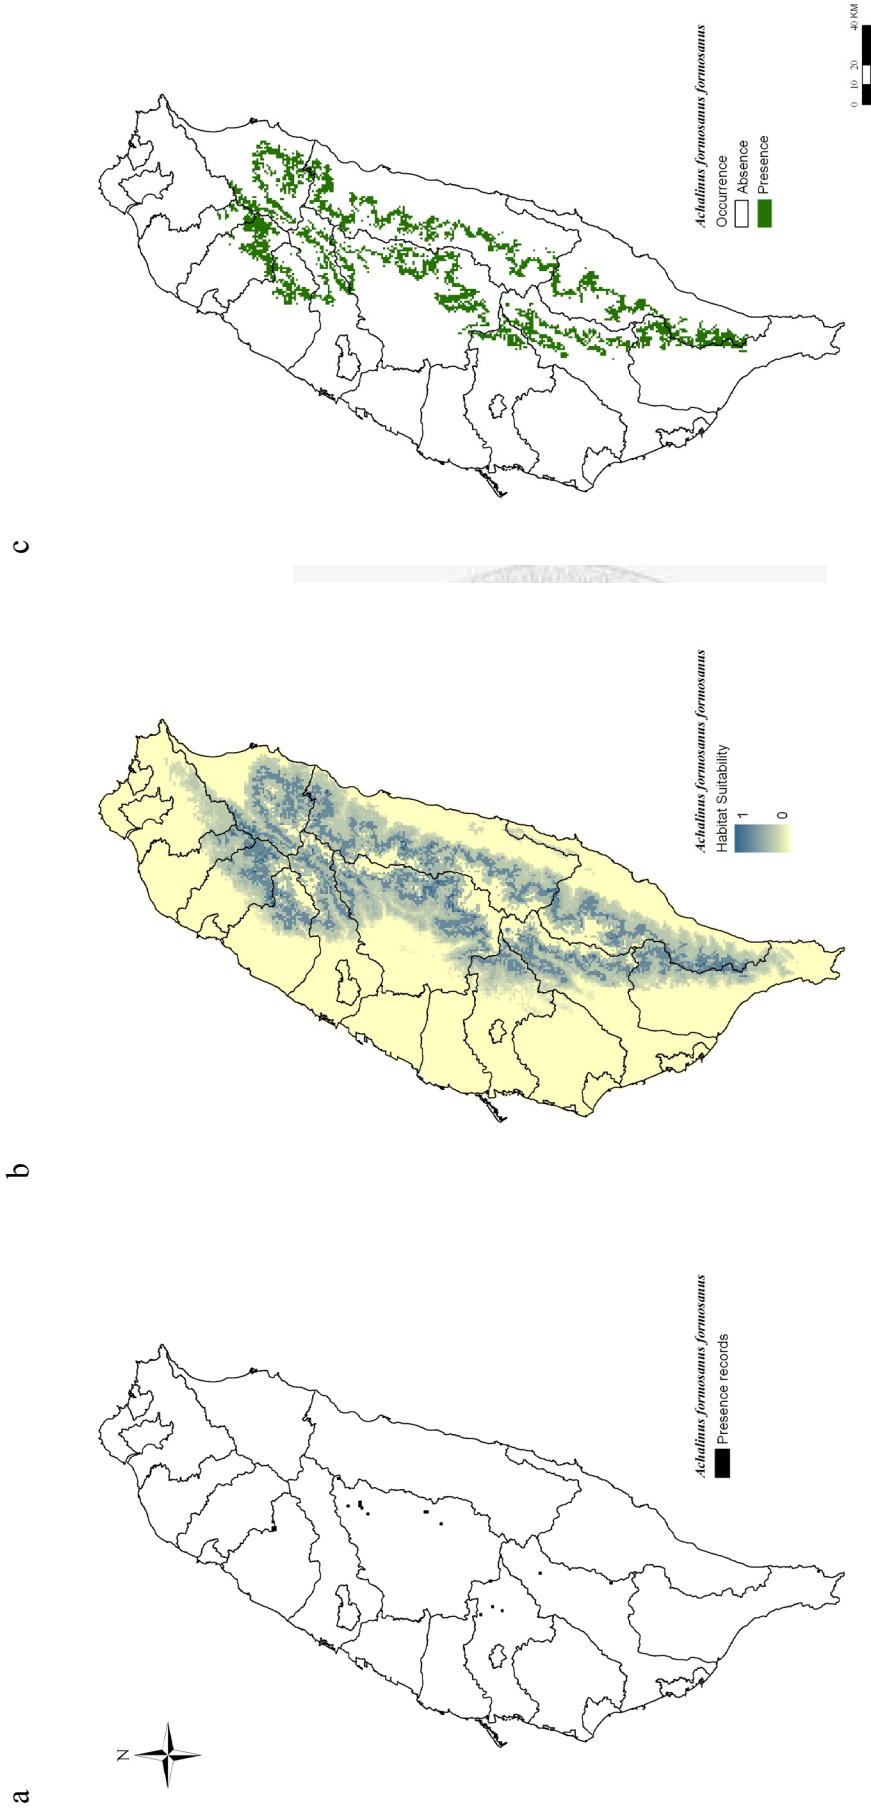 a
N
Achalinus formosanus formosanus
Presence records
b
Achalinus formosanus formosanus
Habitat Suitability
1
0
c
Achalinus formosanus formosanus
Occurrence
Absence
Presence
0 10 20 40 KM